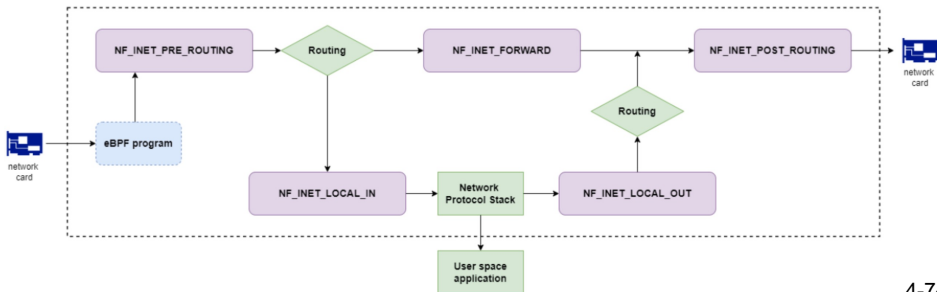 NF_INET_PRE_ROUTING
Routing
NF_INET_FORWARD
NF_INET_POST_ROUTING
network
card
Routing
eBPF program
network
card
NF_INET_LOCAL_IN
Network
Protocol Stack
NF_INET_LOCAL_OUT
User space
application